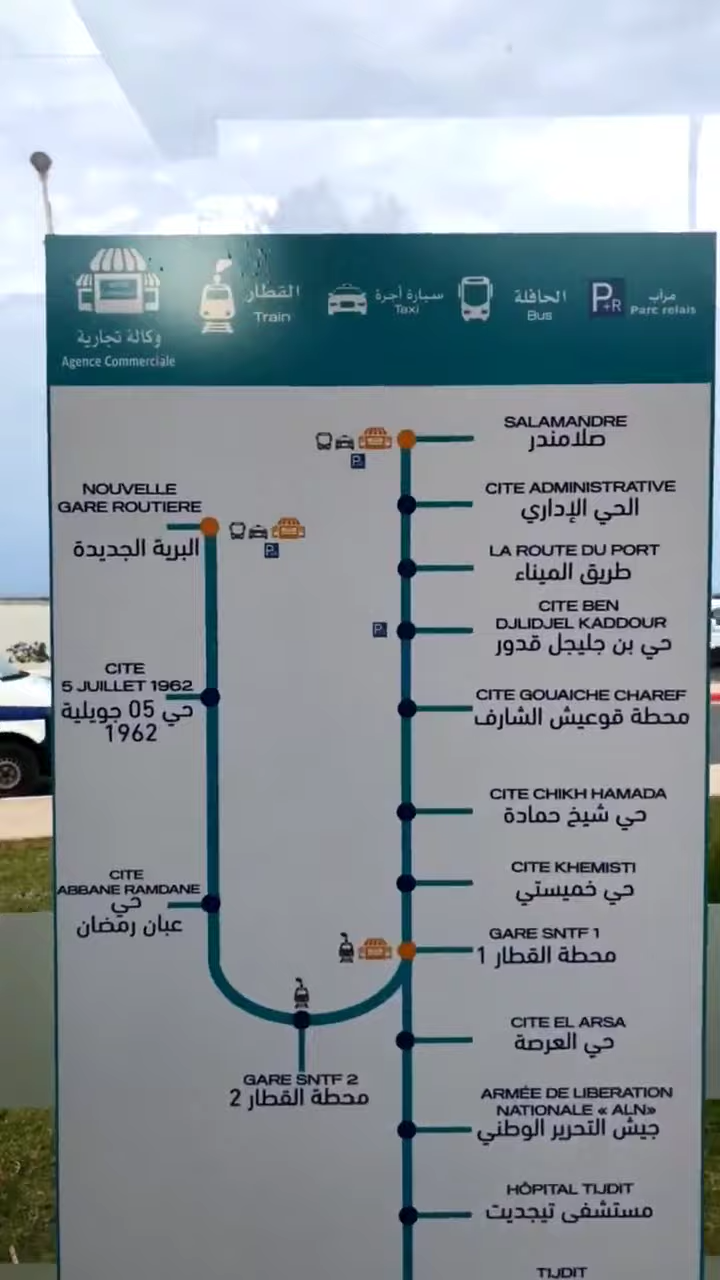 وكالة تجارية
Agence Commerciale
القطار
Train
سيارة أجرة
Taxi
الحافلة
Bus
P+R
مرآب
Parc relais
SALAMANDRE
صلامندر
CITE ADMINISTRATIVE
الحي الإداري
LA ROUTE DU PORT
طريق الميناء
CITE BEN
DJLIDJEL KADDOUR
حي بن جليجل قدور
CITE GOUAICHE CHAREF
محطة قوعيش الشارف
CITE CHIKH HAMADA
حي شيخ حمادة
CITE KHEMISTI
حي خميستي
GARE SNTF 1
محطة القطار 1
CITE EL ARSA
حي العرصة
ARMÉE DE LIBERATION
NATIONALE « ALN»
جيش التحرير الوطني
HÔPITAL TIJDIT
مستشفى تيجديت
TIJDIT
NOUVELLE
GARE ROUTIERE
البرية الجديدة
CITE
5 JUILLET 1962
حي 05 جويلية
1962
CITE
ABBANE RAMDANE
حي
عبان رمضان
GARE SNTF 2
محطة القطار 2